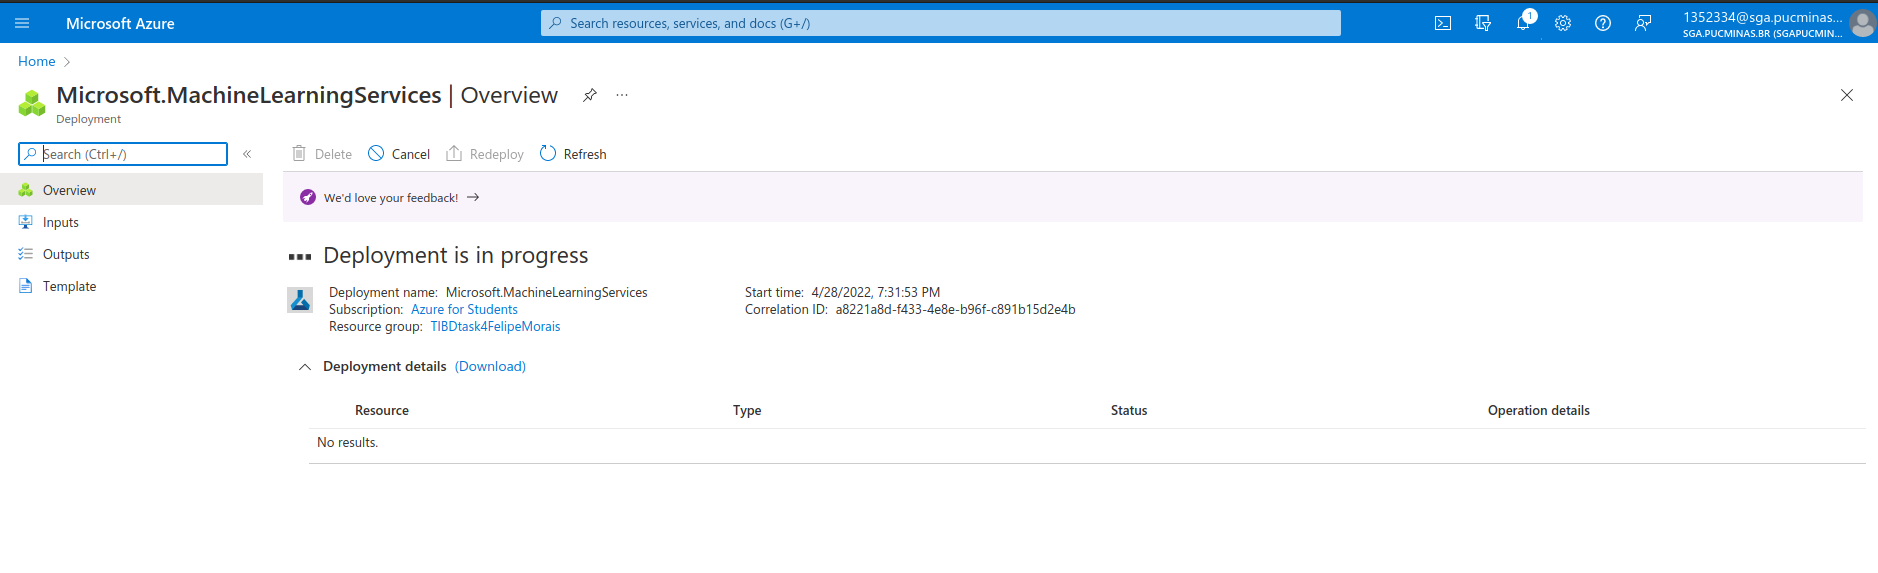 Microsoft Azure
Search resources, services, and docs (G+/)
1
1352334@sga.pucminas...
SGA.PUCMINAS.BR (SGAPUCMIN...
Home
Microsoft.MachineLearningServices | Overview
Deployment
Search (Ctrl+/)
Delete
Cancel
Redeploy
Refresh
Overview
Inputs
Outputs
Template
We'd love your feedback! →
Deployment is in progress
Deployment name: Microsoft.MachineLearningServices
Subscription: Azure for Students
Resource group: TIBDtask4FelipeMorais
Start time: 4/28/2022, 7:31:53 PM
Correlation ID: a8221a8d-f433-4e8e-b96f-c891b15d2e4b
Deployment details (Download)
Resource Type Status Operation details
No results.